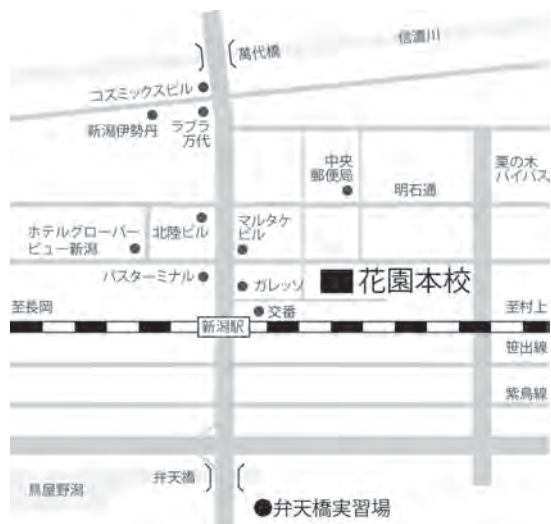 信濃川
萬代橋
コスミックスビル
新潟伊勢丹
ラブラ
万代
中央
郵便局
栗の木
バイパス
明石通
ホテルグローバー
ビュー新潟
北陸ビル
マルタケ
ビル
バスターミナル
ガレッソ
花園本校
至長岡
交番
至村上
新潟駅
笹出線
紫鳥線
弁天橋
鳥屋野潟
弁天橋実習場